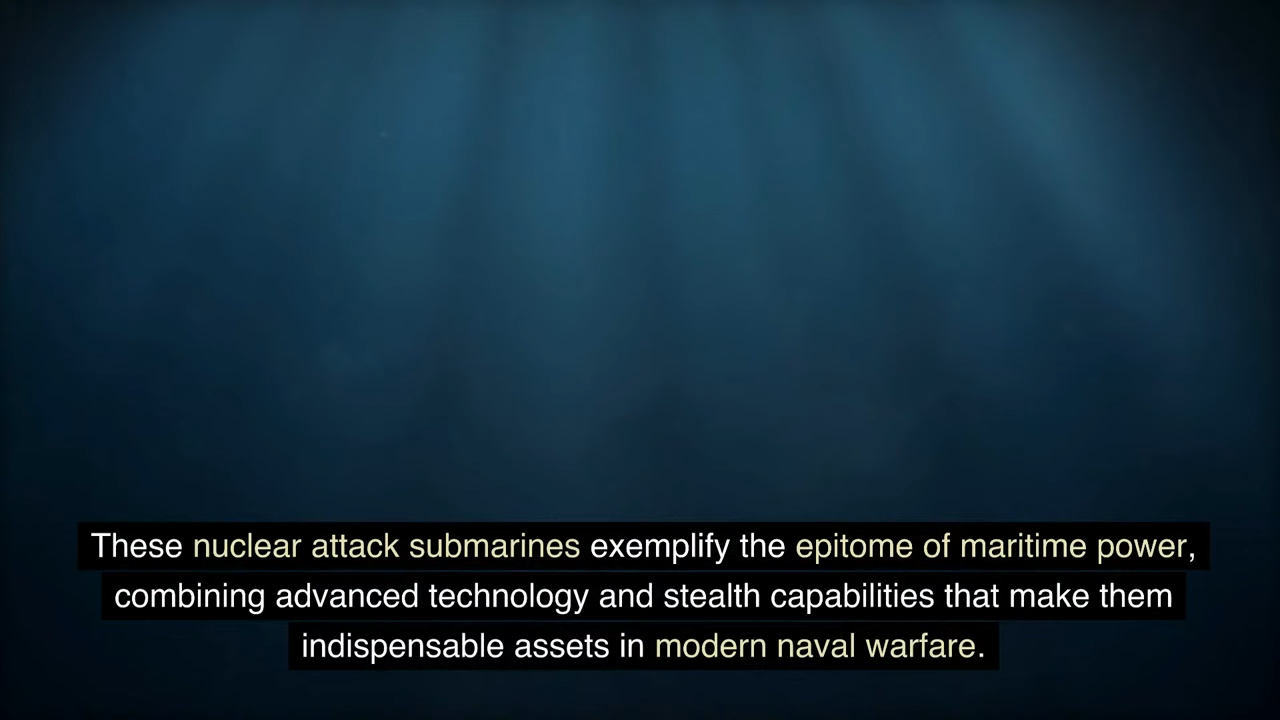 These nuclear attack submarines exemplify the epitome of maritime power,
combining advanced technology and stealth capabilities that make them
indispensable assets in modern naval warfare.